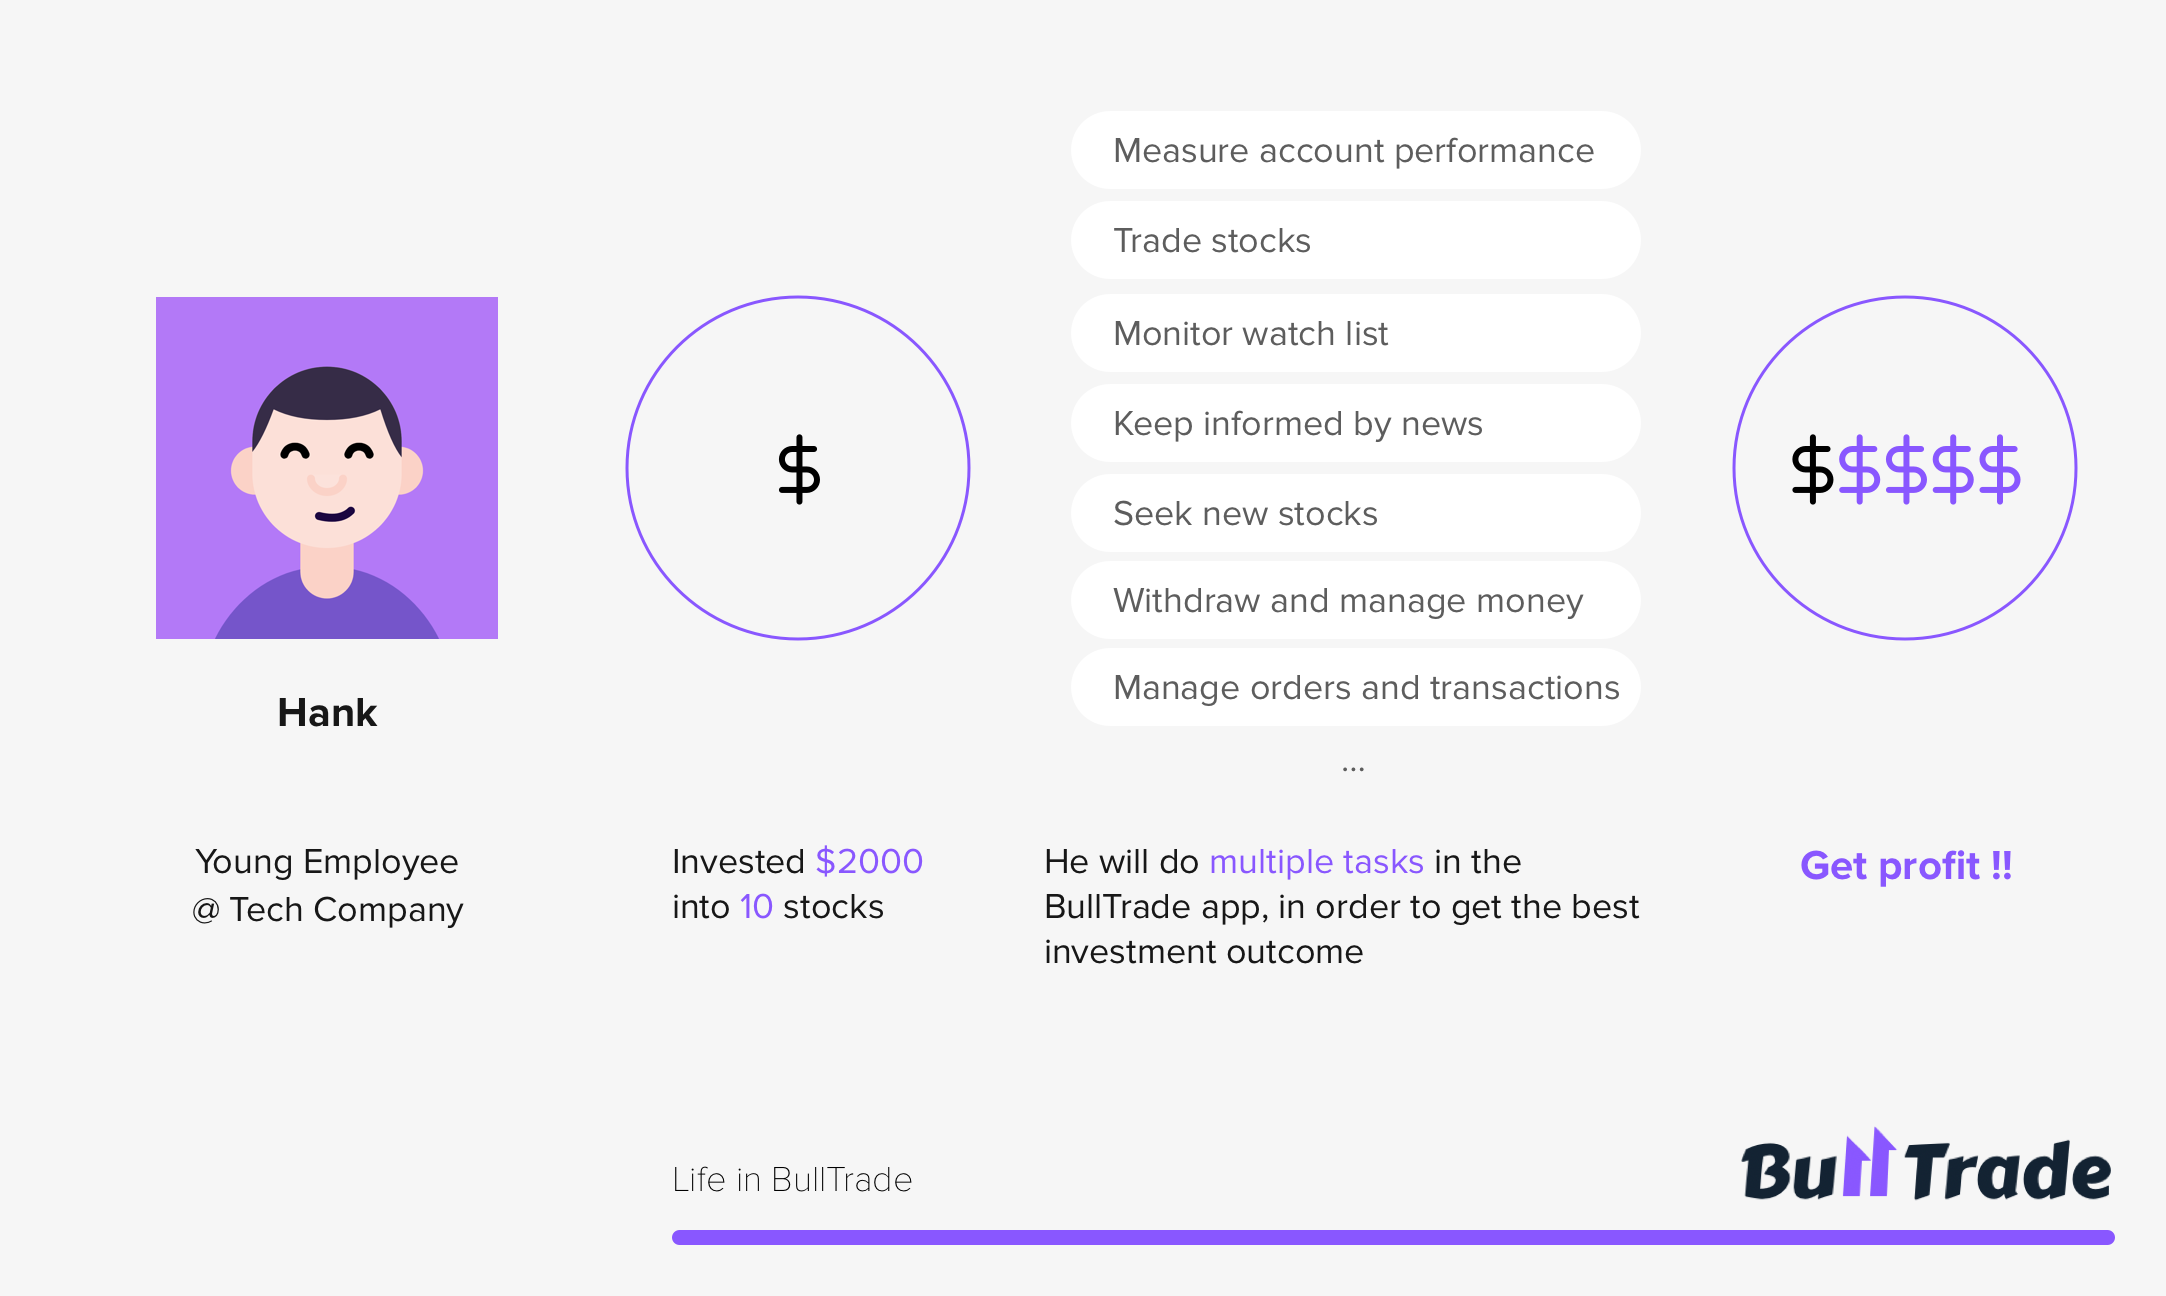 Hank
Young Employee
@ Tech Company
$
Invested $2000
into 10 stocks
Measure account performance
Trade stocks
Monitor watch list
Keep informed by news
Seek new stocks
Withdraw and manage money
Manage orders and transactions
...
He will do multiple tasks in the
BullTrade app, in order to get the best
investment outcome
$$$$$
Get profit !!
Life in BullTrade
BullTrade